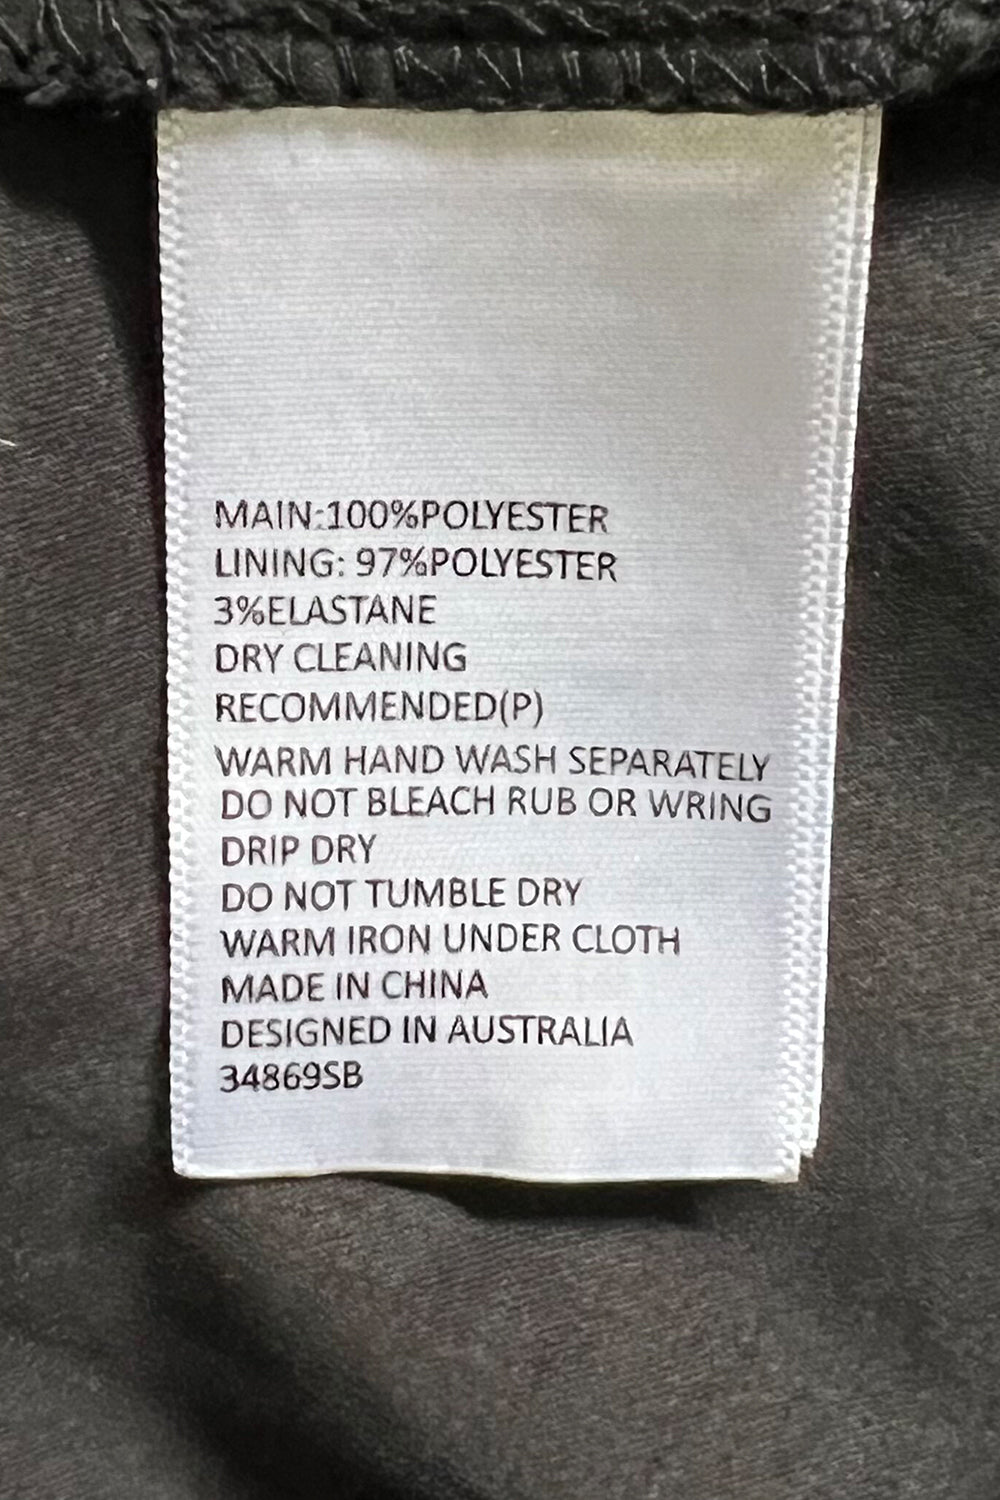 MAIN:100%POLYESTER
LINING: 97%POLYESTER
3%ELASTANE
DRY CLEANING
RECOMMENDED(P)
WARM HAND WASH SEPARATELY
DO NOT BLEACH RUB OR WRING
DRIP DRY
DO NOT TUMBLE DRY
WARM IRON UNDER CLOTH
MADE IN CHINA
DESIGNED IN AUSTRALIA
34869SB